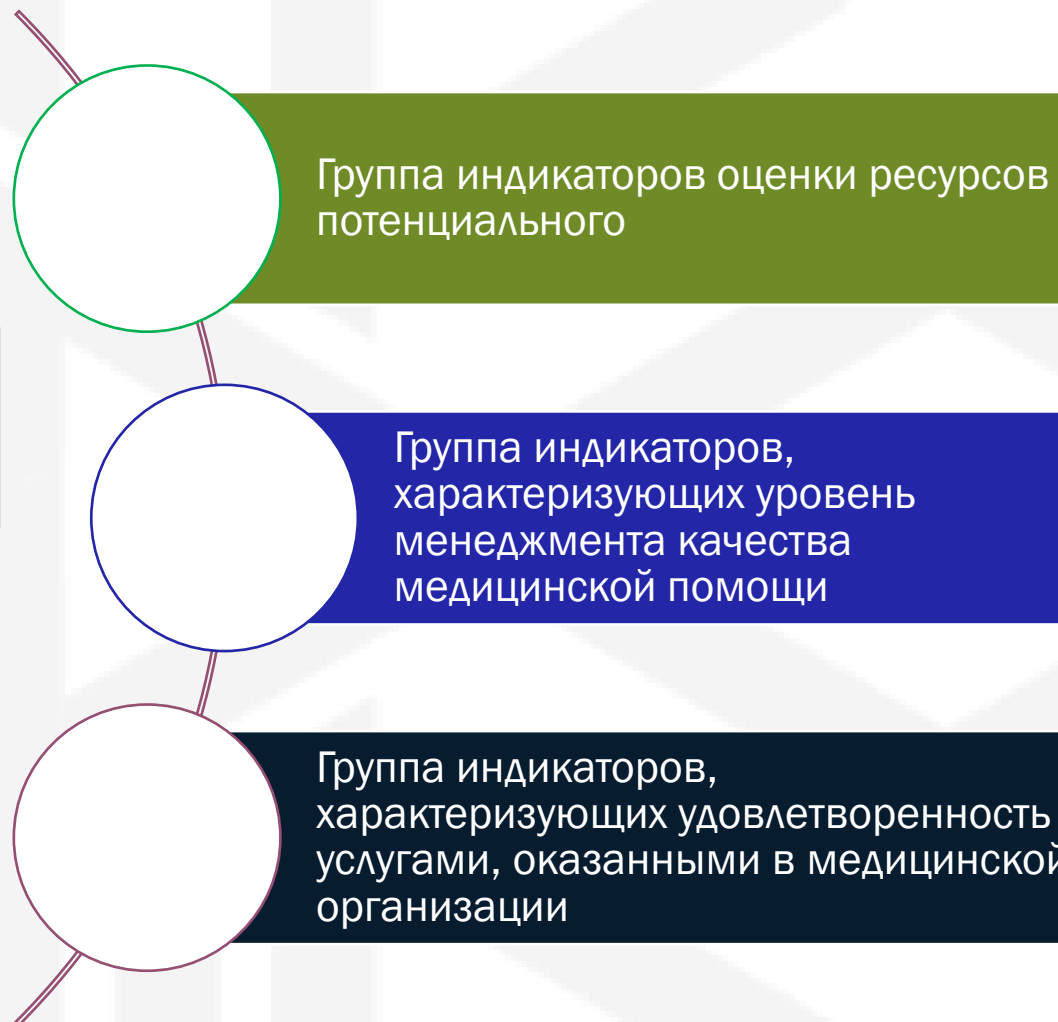 Группа индикаторов оценки ресурсов
потенциального
Группа индикаторов,
характеризующих уровень
менеджмента качества
медицинской помощи
Группа индикаторов,
характеризующих удовлетворенность
услугами, оказанными в медицинской
организации